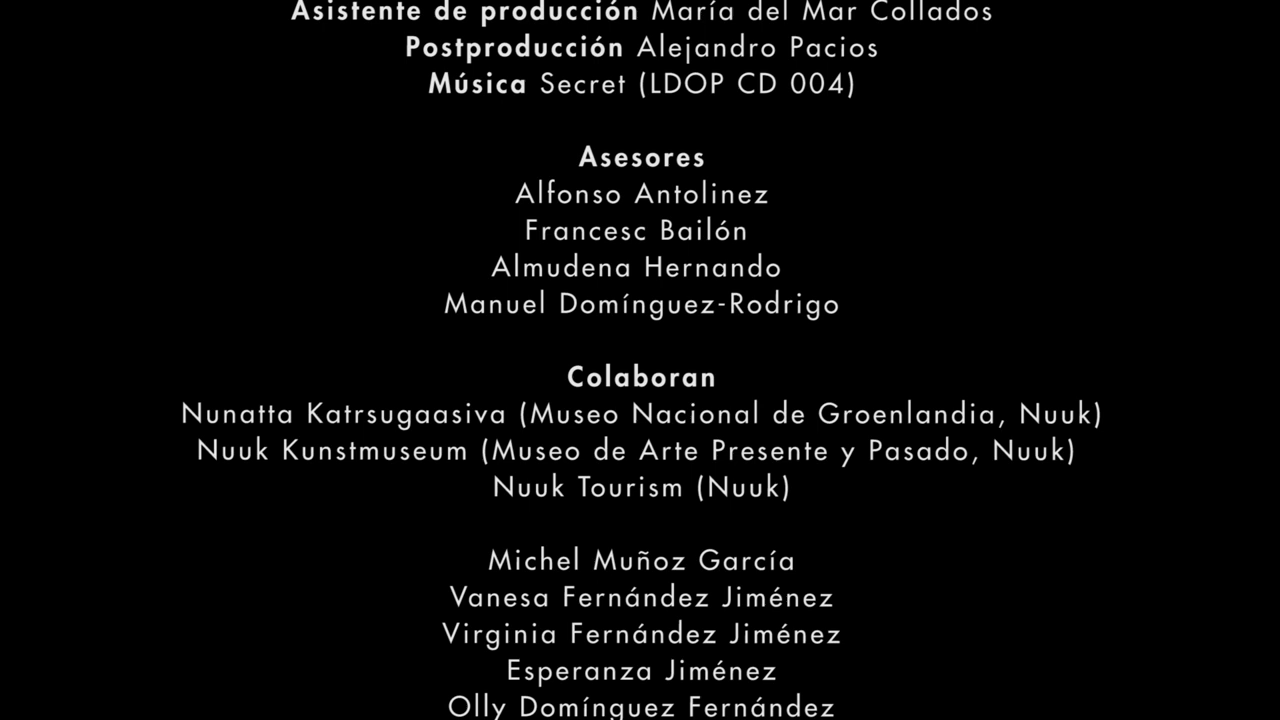 Asistente de producción María del Mar Collados
Postproducción Alejandro Pacios
Música Secret (LDOP CD 004)
Asesores
Alfonso Antolinez
Francesc Bailón
Almudena Hernando
Manuel Domínguez-Rodrigo
Colaboran
Nunatta Katrsugaasiva (Museo Nacional de Groenlandia, Nuuk)
Nuuk Kunstmuseum (Museo de Arte Presente y Pasado, Nuuk)
Nuuk Tourism (Nuuk)
Michel Muñoz García
Vanesa Fernández Jiménez
Virginia Fernández Jiménez
Esperanza Jiménez
Olly Domínguez Fernández